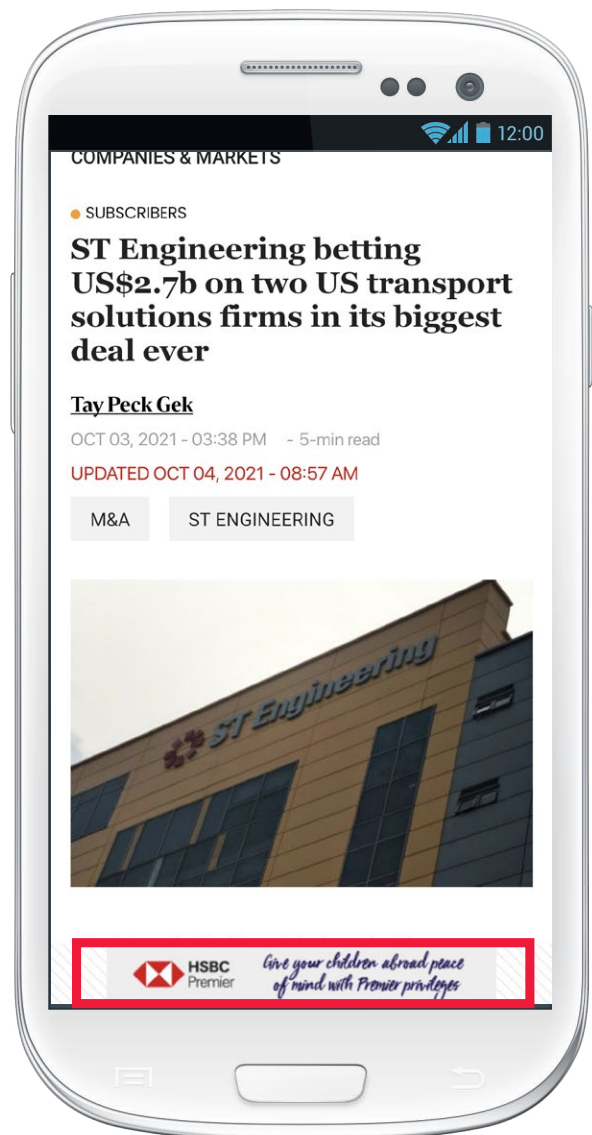 12:00
COMPANIES & MARKETS
SUBSCRIBERS
ST Engineering betting
US$2.7b on two US transport
solutions firms in its biggest
deal ever
Tay Peck Gek
OCT 03, 2021 - 03:38 PM - 5-min read
UPDATED OCT 04, 2021 - 08:57 AM
M&A ST ENGINEERING
ST Engineering
HSBC
Premier
Give your children abroad peace
of mind with Premier privileges